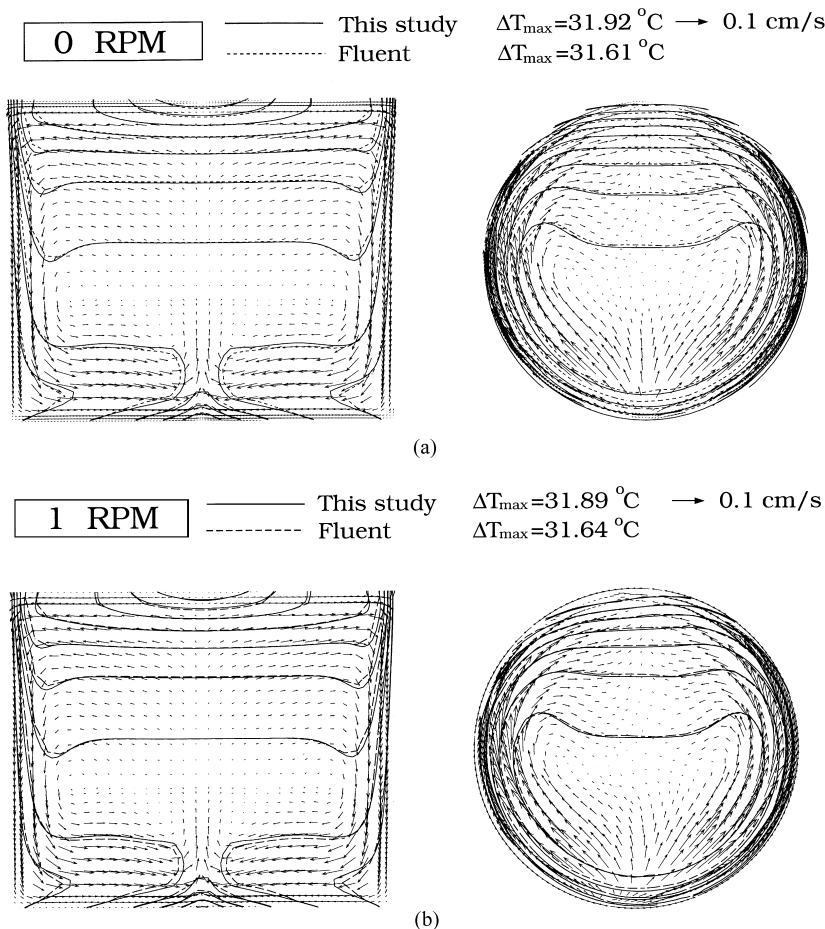 0 RPM
This study
Fluent
ΔTmax=31.92 °C → 0.1 cm/s
ΔTmax=31.61 °C
(a)
1 RPM
This study
Fluent
ΔTmax=31.89 °C → 0.1 cm/s
ΔTmax=31.64 °C
(b)